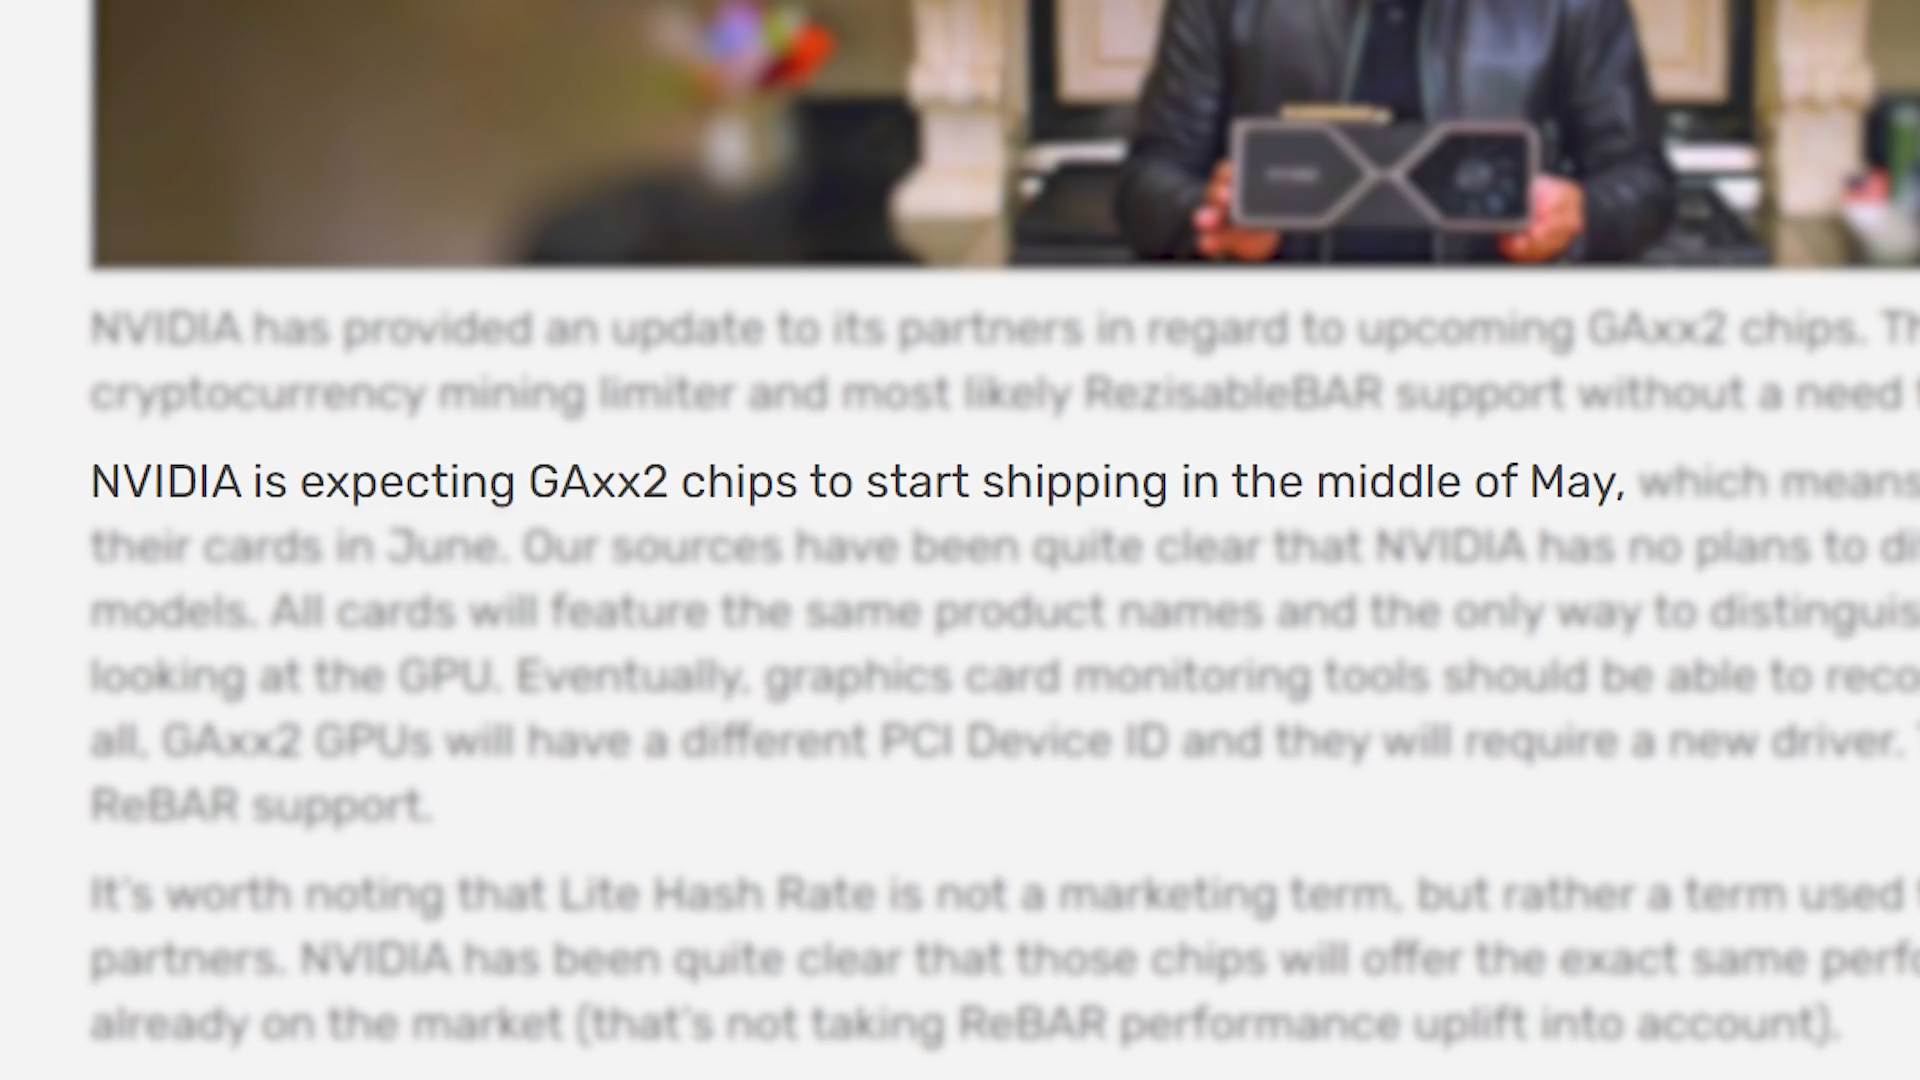 NVIDIA has provided an update to its partners in regard to upcoming GAxx2 chips.
cryptocurrency mining limiter and most likely RezisableBAR support without a need
NVIDIA is expecting GAxx2 chips to start shipping in the middle of May, which means
their cards in June. Our sources have been quite clear that NVIDIA has no plans to
models. All cards will feature the same product names and the only way to
looking at the GPU. Eventually, graphics card monitoring tools should be able to
all, GAxx2 GPUs will have a different PCI Device ID and they will require a new driver.
ReBAR support.
It's worth noting that Lite Hash Rate is not a marketing term, but rather a term used
partners. NVIDIA has been quite clear that those chips will offer the exact same
already on the market (that's not taking ReBAR performance uplift into account).